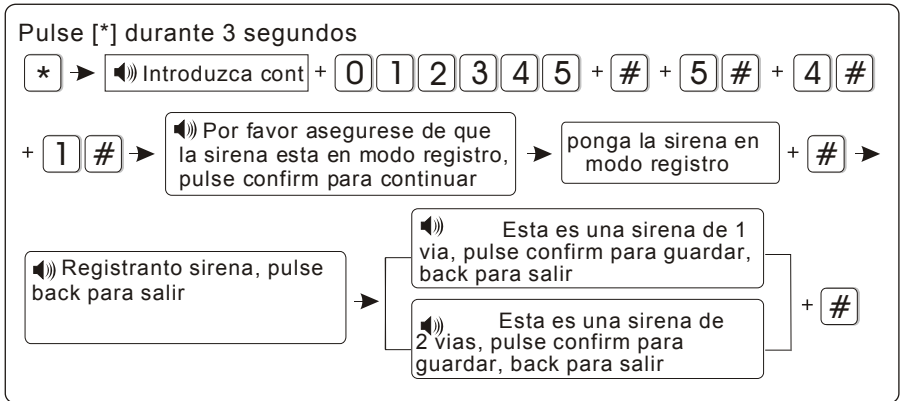 Pulse [*] durante 3 segundos
* Introduzca cont + 0 1 2 3 4 5 + # + 5 # + 4 #
+ 1 #
Por favor asegurese de que
la sirena esta en modo registro,
pulse confirm para continuar
ponga la sirena en
modo registro
+ #
Registranto sirena, pulse
back para salir
Esta es una sirena de 1
via, pulse confirm para guardar,
back para salir
Esta es una sirena de
2 vias, pulse confirm para
guardar, back para salir
+ #